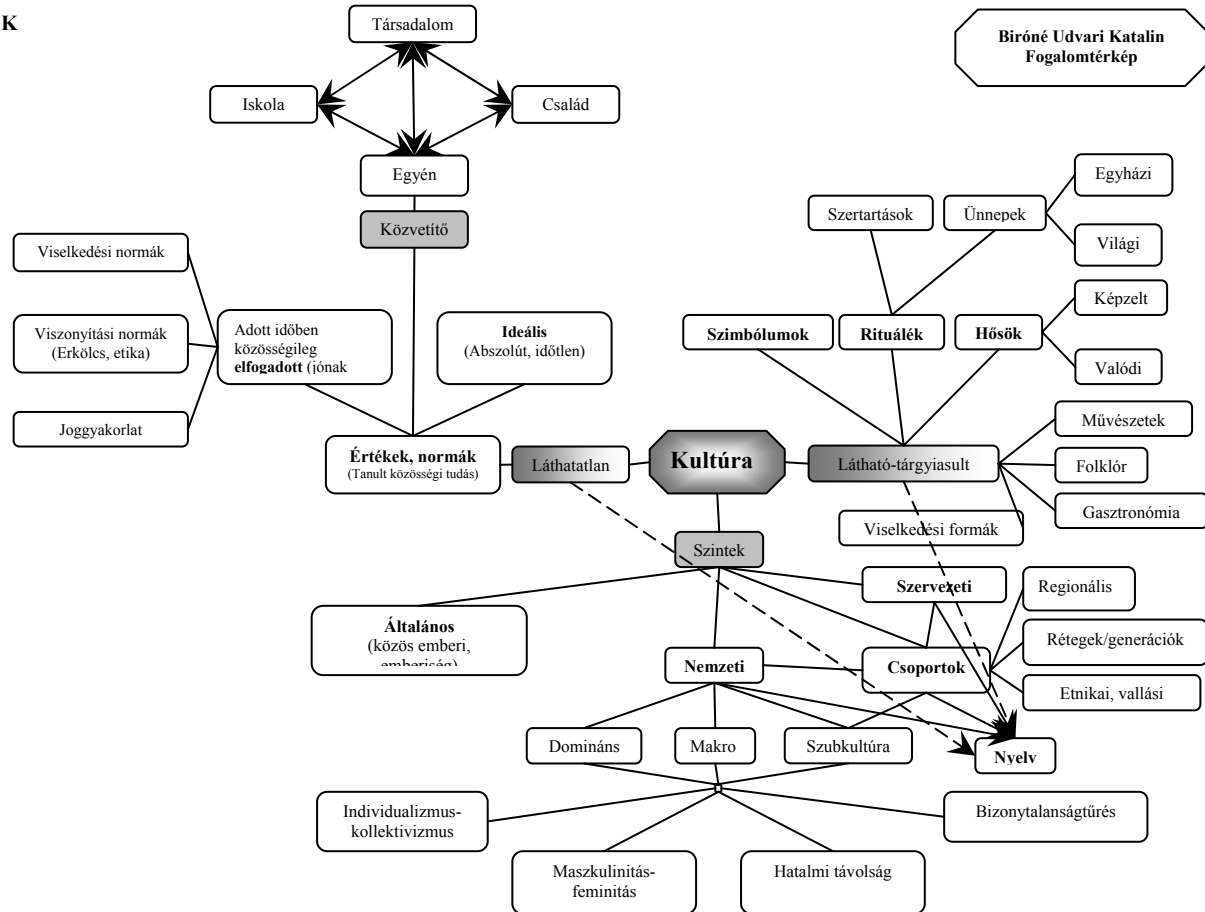 K
Társadalom
Biróné Udvari Katalin
Fogalomtérkép
Iskola
Család
Egyén
Egyházi
Szertartások
Ünnepek
Közvetítő
Világi
Viselkedési normák
Képzelt
Viszonyítási normák
(Erkölcs, etika)
Adott időben
közösségileg
elfogadott (jónak
Ideális
(Abszolút, időtlen)
Szimbólumok
Rituálék
Hősök
Valódi
Joggyakorlat
Művészetek
Értékek, normák
(Tanult közösségi tudás)
Láthatatlan
Kultúra
Látható-tárgyiasult
Folklór
Gasztronómia
Viselkedési formák
Szintek
Szervezeti
Regionális
Általános
(közös emberi,
emberiség)
Rétegek/generációk
Nemzeti
Csoportok
Etnikai, vallási
Domináns
Makro
Szubkultúra
Nyelv
Individualizmus-
kollektivizmus
Bizonytalanságtűrés
Maszkulinitás-
feminitás
Hatalmi távolság